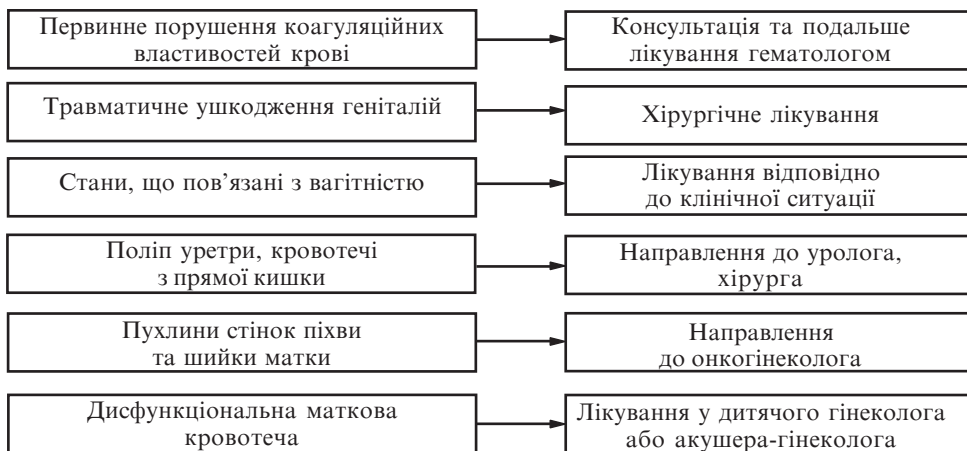 Первинне порушення коагуляційних
властивостей крові
Консультація та подальше
лікування гематологом
Травматичне ушкодження геніталій
Хірургічне лікування
Стани, що пов’язані з вагітністю
Лікування відповідно
до клінічної ситуації
Поліп уретри, кровотечі
з прямої кишки
Направлення до уролога,
хірурга
Пухлини стінок піхви
та шийки матки
Направлення
до онкогінеколога
Дисфункціональна маткова
кровотеча
Лікування у дитячого гінеколога
або акушера-гінеколога